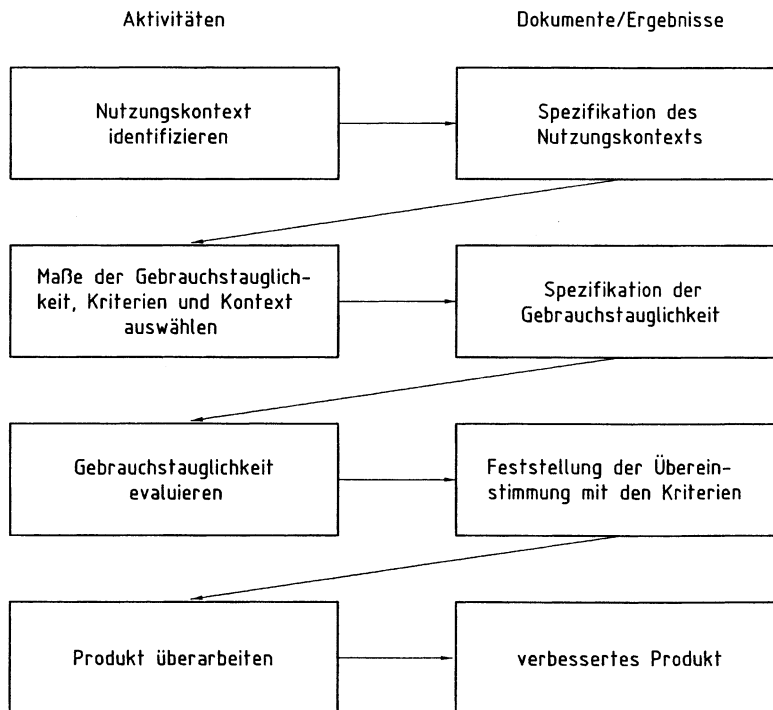 Aktivitäten
Dokumente/Ergebnisse
Nutzungskontext
identifizieren
Spezifikation des
Nutzungskontexts
Maße der Gebrauchstauglich-
keit, Kriterien und Kontext
auswählen
Spezifikation der
Gebrauchstauglichkeit
Gebrauchstauglichkeit
evaluieren
Feststellung der Überein-
stimmung mit den Kriterien
Produkt überarbeiten
verbessertes Produkt